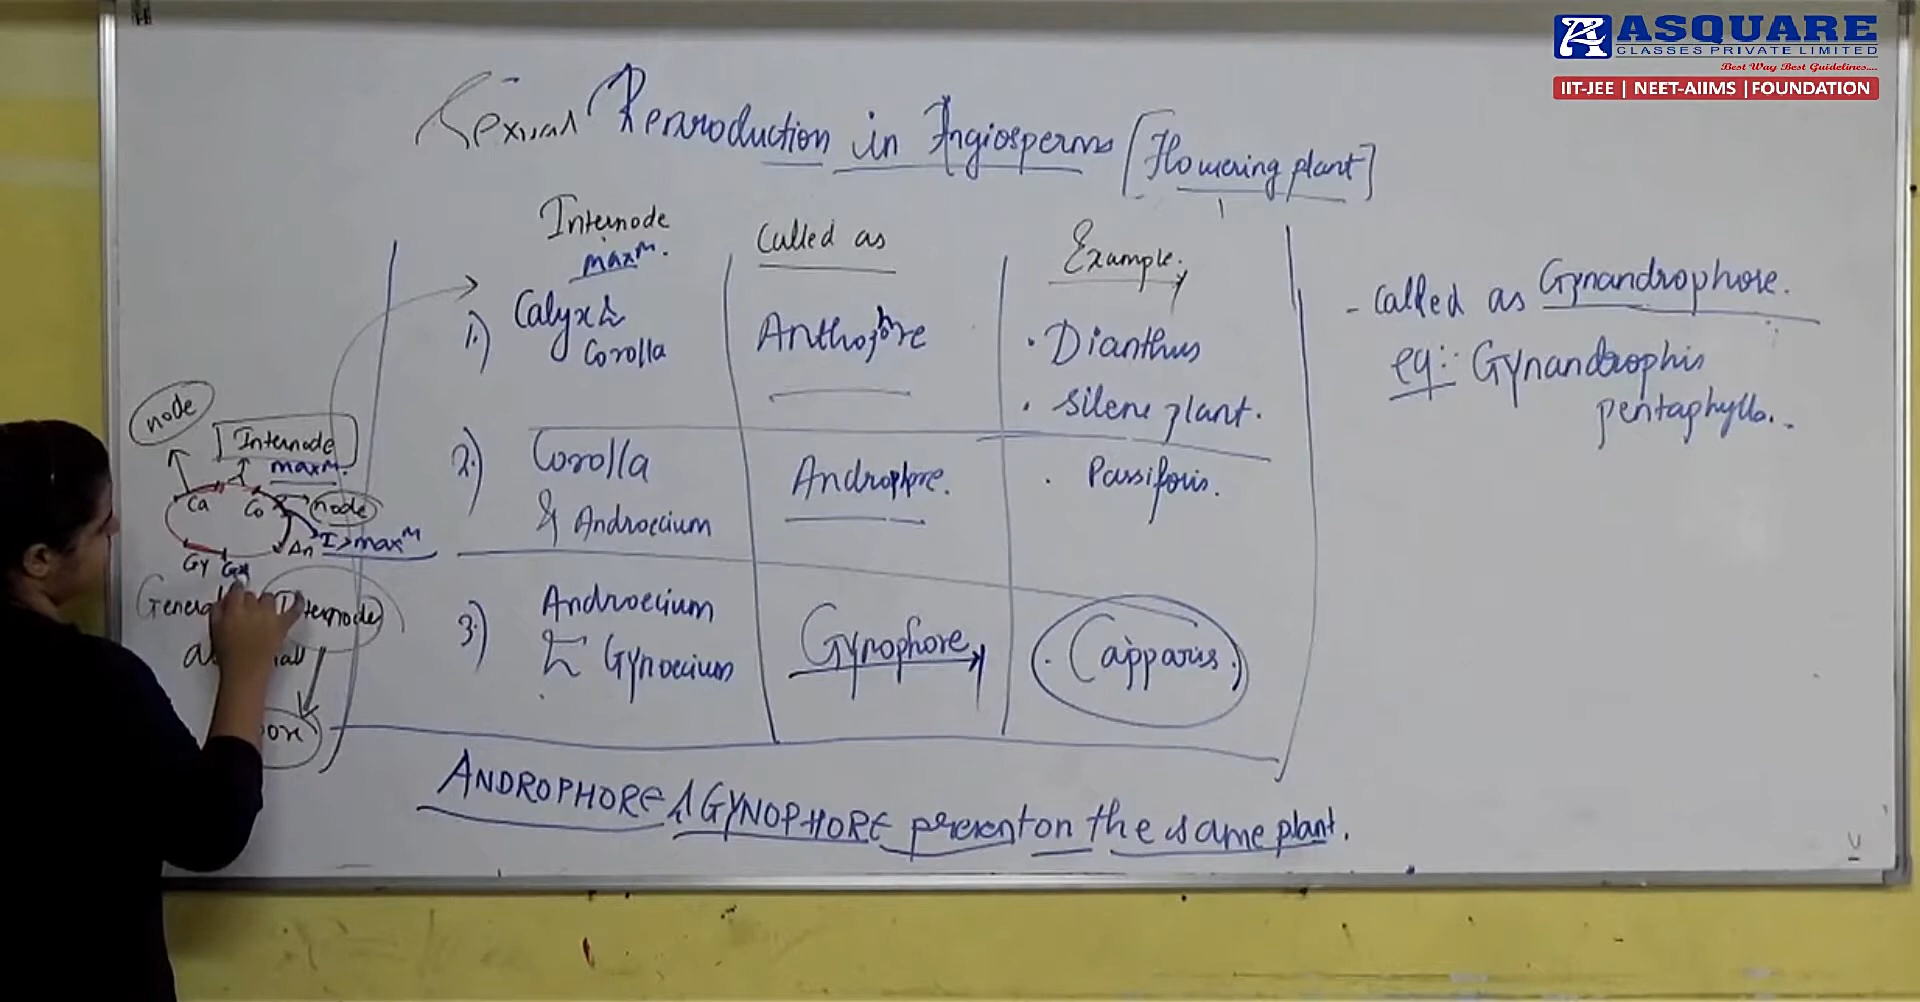 ASQUARE
CLASSES PRIVATE LIMITED
Best Way Best Guidelines....
IIT-JEE | NEET-AIIMS | FOUNDATION
Sexual Reproduction in Angiosperms [Flowering plant]
Internode
maxᵐ.
Called as
Example.
1.) Calyx &
Corolla
Anthophore
. Dianthus
. Silene plant.
2.) Corolla
& Androecium
Androphore.
. Passiforis.
3.) Androecium
& Gynoecium
Gynophore
. Capparis.
ANDROPHORE & GYNOPHORE present on the same plant.
- called as Gynandrophore.
eg:- Gynandrophis
pentaphylla..
node
Internode
maxᵐ.
Ca
Co
node
An I > maxᵐ
Gy
Internode